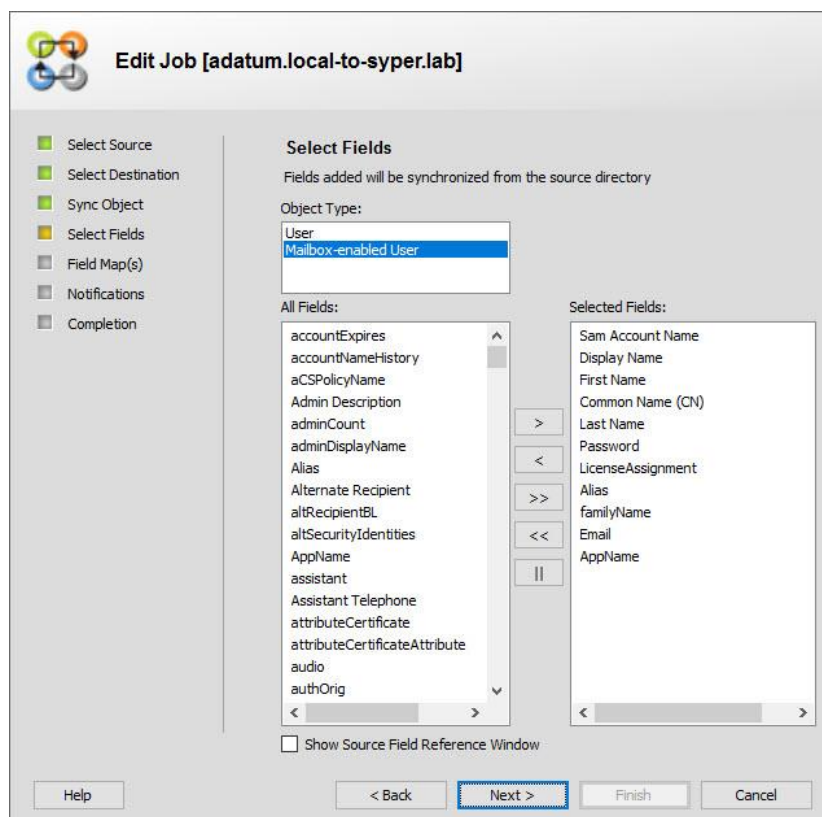 Edit Job [adatum.local-to-syper.lab]
Select Source
Select Destination
Sync Object
Select Fields
Field Map(s)
Notifications
Completion
Select Fields
Fields added will be synchronized from the source directory
Object Type:
User
Mailbox-enabled User
All Fields:
accountExpires
accountNameHistory
aCSPolicyName
Admin Description
adminCount
adminDisplayName
Alias
Alternate Recipient
altRecipientBL
altSecurityIdentities
AppName
assistant
Assistant Telephone
attributeCertificate
attributeCertificateAttribute
audio
authOrig
>
<
>>
<<
||
Selected Fields:
Sam Account Name
Display Name
First Name
Common Name (CN)
Last Name
Password
LicenseAssignment
Alias
familyName
Email
AppName
Show Source Field Reference Window
Help
< Back
Next >
Finish
Cancel